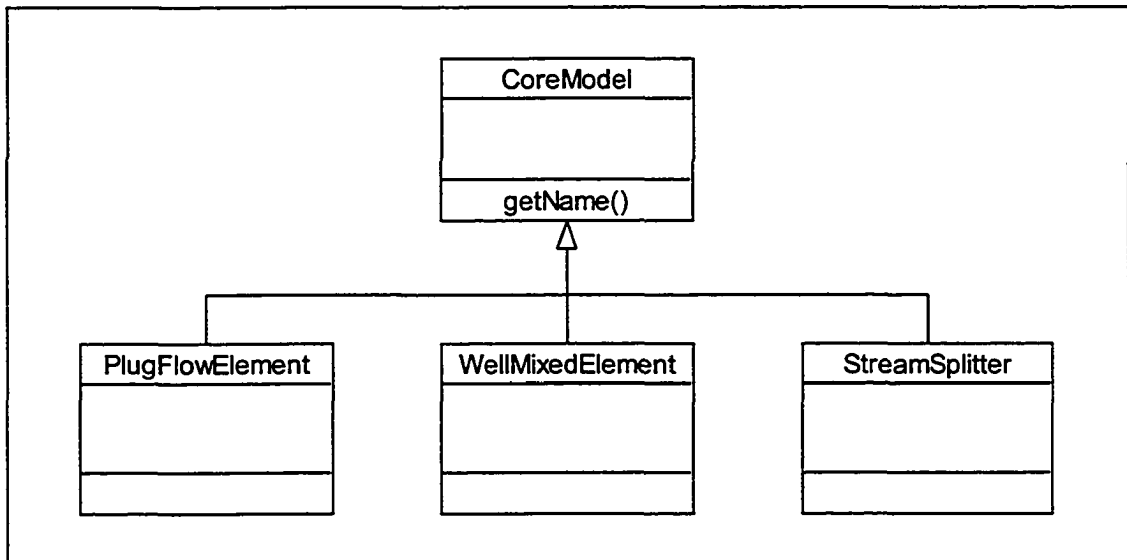 CoreModel
getName()
PlugFlowElement
WellMixedElement
StreamSplitter